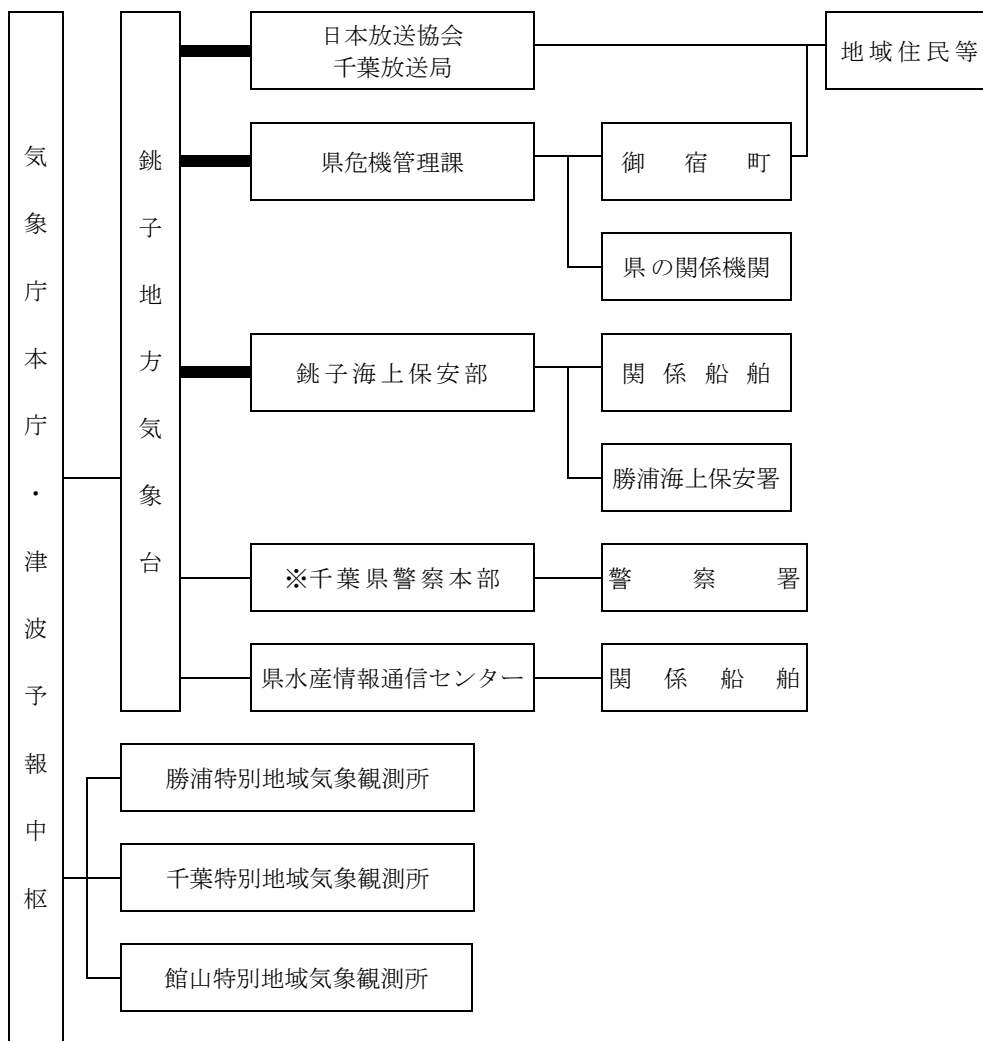 気象庁本庁・津波予報中枢
銚子地方気象台
日本放送協会
千葉放送局
地域住民等
県危機管理課
御宿町
県の関係機関
銚子海上保安部
関係船舶
勝浦海上保安署
※千葉県警察本部
警察署
県水産情報通信センター
関係船舶
勝浦特別地域気象観測所
千葉特別地域気象観測所
館山特別地域気象観測所